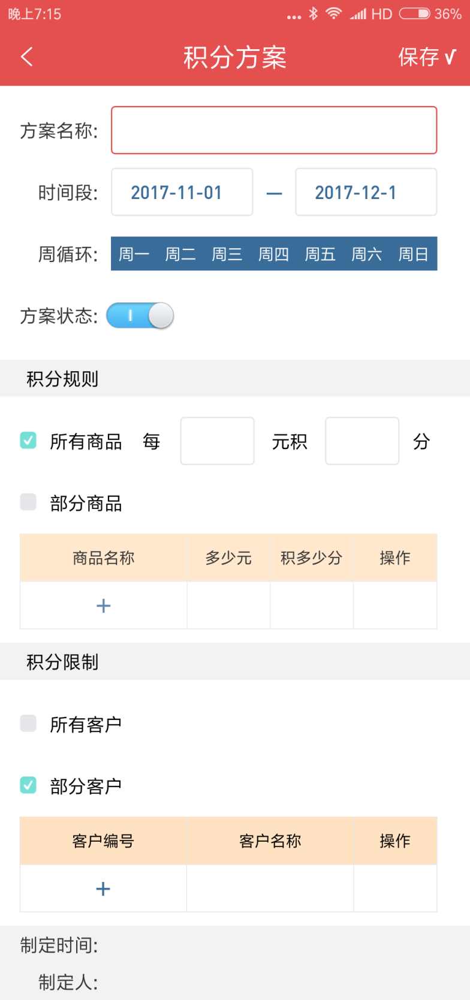 晚上7:15 HD 36%
积分方案 保存√
方案名称:
时间段: 2017-11-01 — 2017-12-1
周循环: 周一 周二 周三 周四 周五 周六 周日
方案状态:
积分规则
所有商品 每 元积 分
部分商品
商品名称 多少元 积多少分 操作
+
积分限制
所有客户
部分客户
客户编号 客户名称 操作
+
制定时间:
制定人: